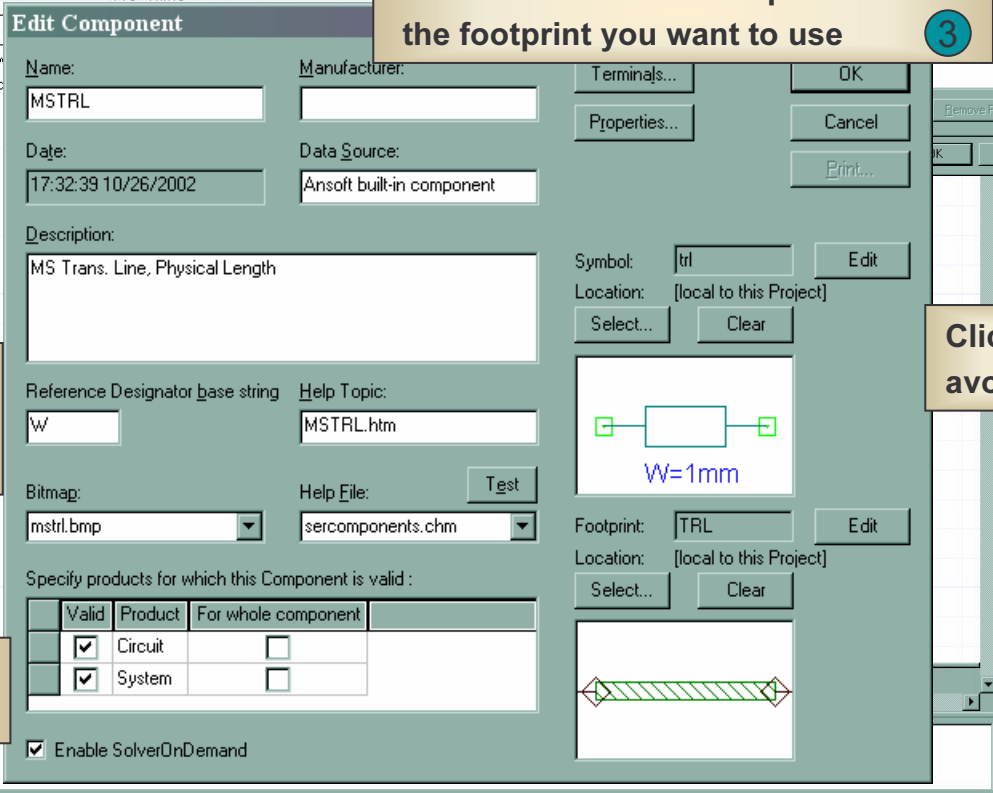 Edit Component
the footprint you want to use
3
Name:
Manufacturer:
Terminals...
OK
MSTRL
Properties...
Cancel
Remove
Date:
Data Source:
17:32:39 10/26/2002
Ansoft built-in component
Print...
Description:
MS Trans. Line, Physical Length
Symbol:
trl
Edit
Location:
[local to this Project]
Select...
Clear
Reference Designator base string
Help Topic:
W
MSTRL.htm
W=1mm
Bitmap:
Help File:
Test
mstrl.bmp
sercomponents.chm
Footprint:
TRL
Edit
Location:
[local to this Project]
Select...
Clear
Specify products for which this Component is valid :
Valid
Product
For whole component
Circuit
System
Enable SolverOnDemand